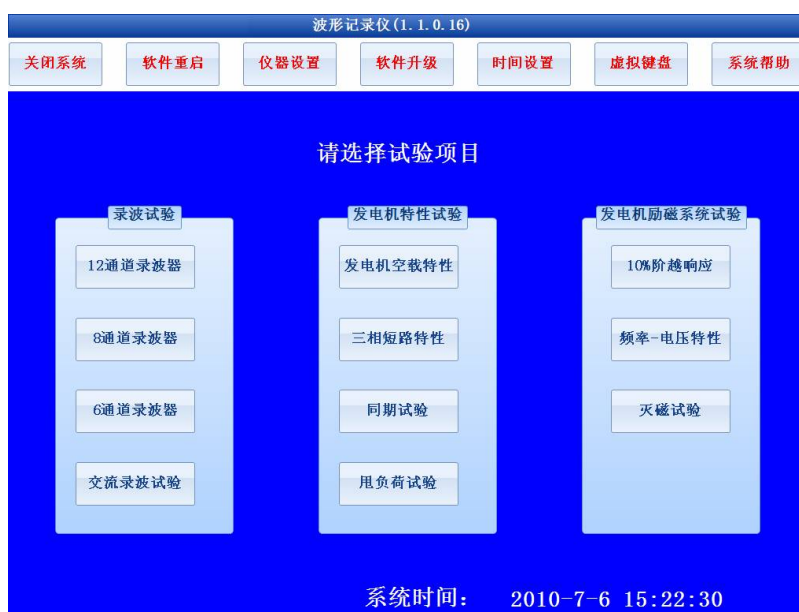 波形记录仪(1.1.0.16)
关闭系统 软件重启 仪器设置 软件升级 时间设置 虚拟键盘 系统帮助
请选择试验项目
录波试验
12通道录波器
8通道录波器
6通道录波器
交流录波试验
发电机特性试验
发电机空载特性
三相短路特性
同期试验
甩负荷试验
发电机励磁系统试验
10%阶越响应
频率-电压特性
灭磁试验
系统时间： 2010-7-6 15:22:30